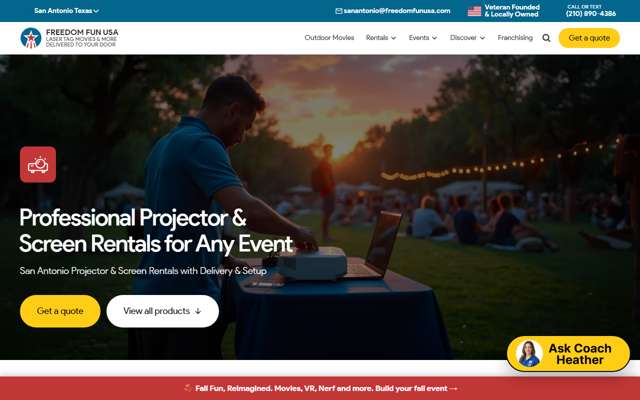 San Antonio Texas
sanantonio@freedomfunusa.com
Veteran Founded
& Locally Owned
CALL OR TEXT
(210) 890-4386
FREEDOM FUN USA
LASER TAG MOVIES & MORE
DELIVERED TO YOUR DOOR
Outdoor Movies
Rentals
Events
Discover
Franchising
Get a quote
Professional Projector &
Screen Rentals for Any Event
San Antonio Projector & Screen Rentals with Delivery & Setup
Get a quote
View all products ↓
Ask Coach
Heather
Fall Fun, Reimagined. Movies, VR, Nerf and more. Build your fall event →